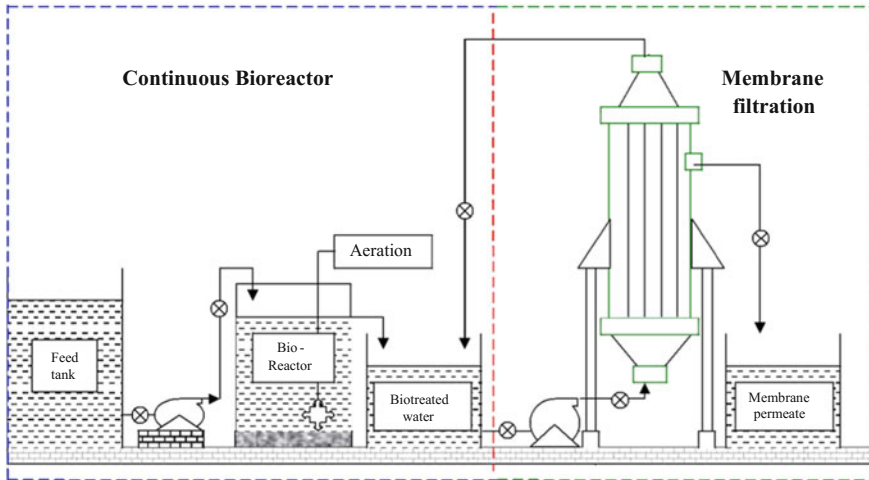 Continuous Bioreactor
Membrane
filtration
Aeration
Feed
tank
Bio -
Reactor
Biotreated
water
Membrane
permeate